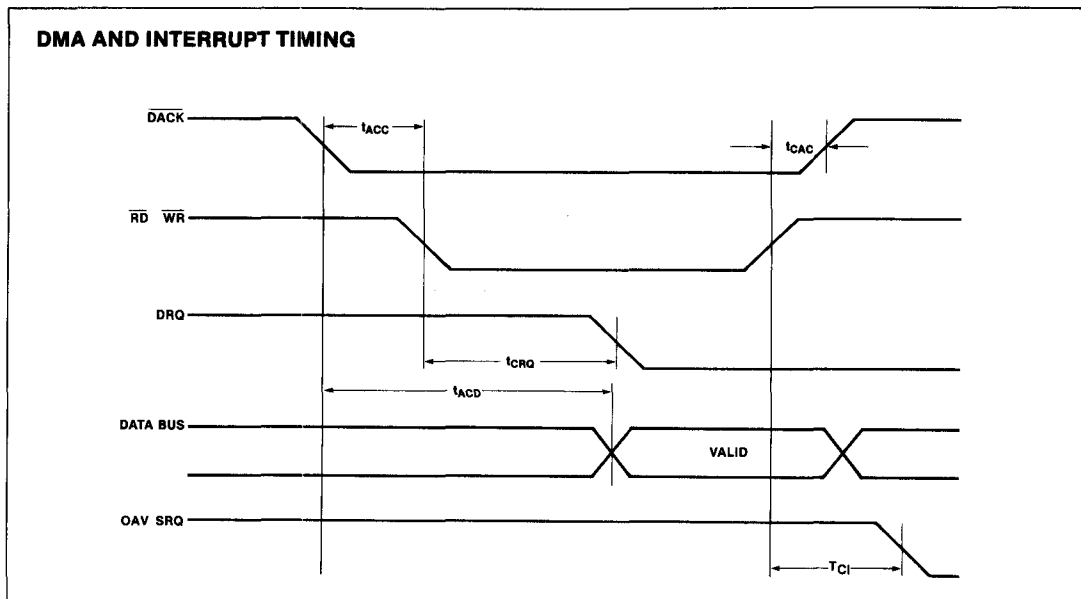 DMA AND INTERRUPT TIMING
DACK
tACC
tCAC
RD WR
DRQ
tCRQ
tACD
DATA BUS
VALID
OAV SRQ
TCI